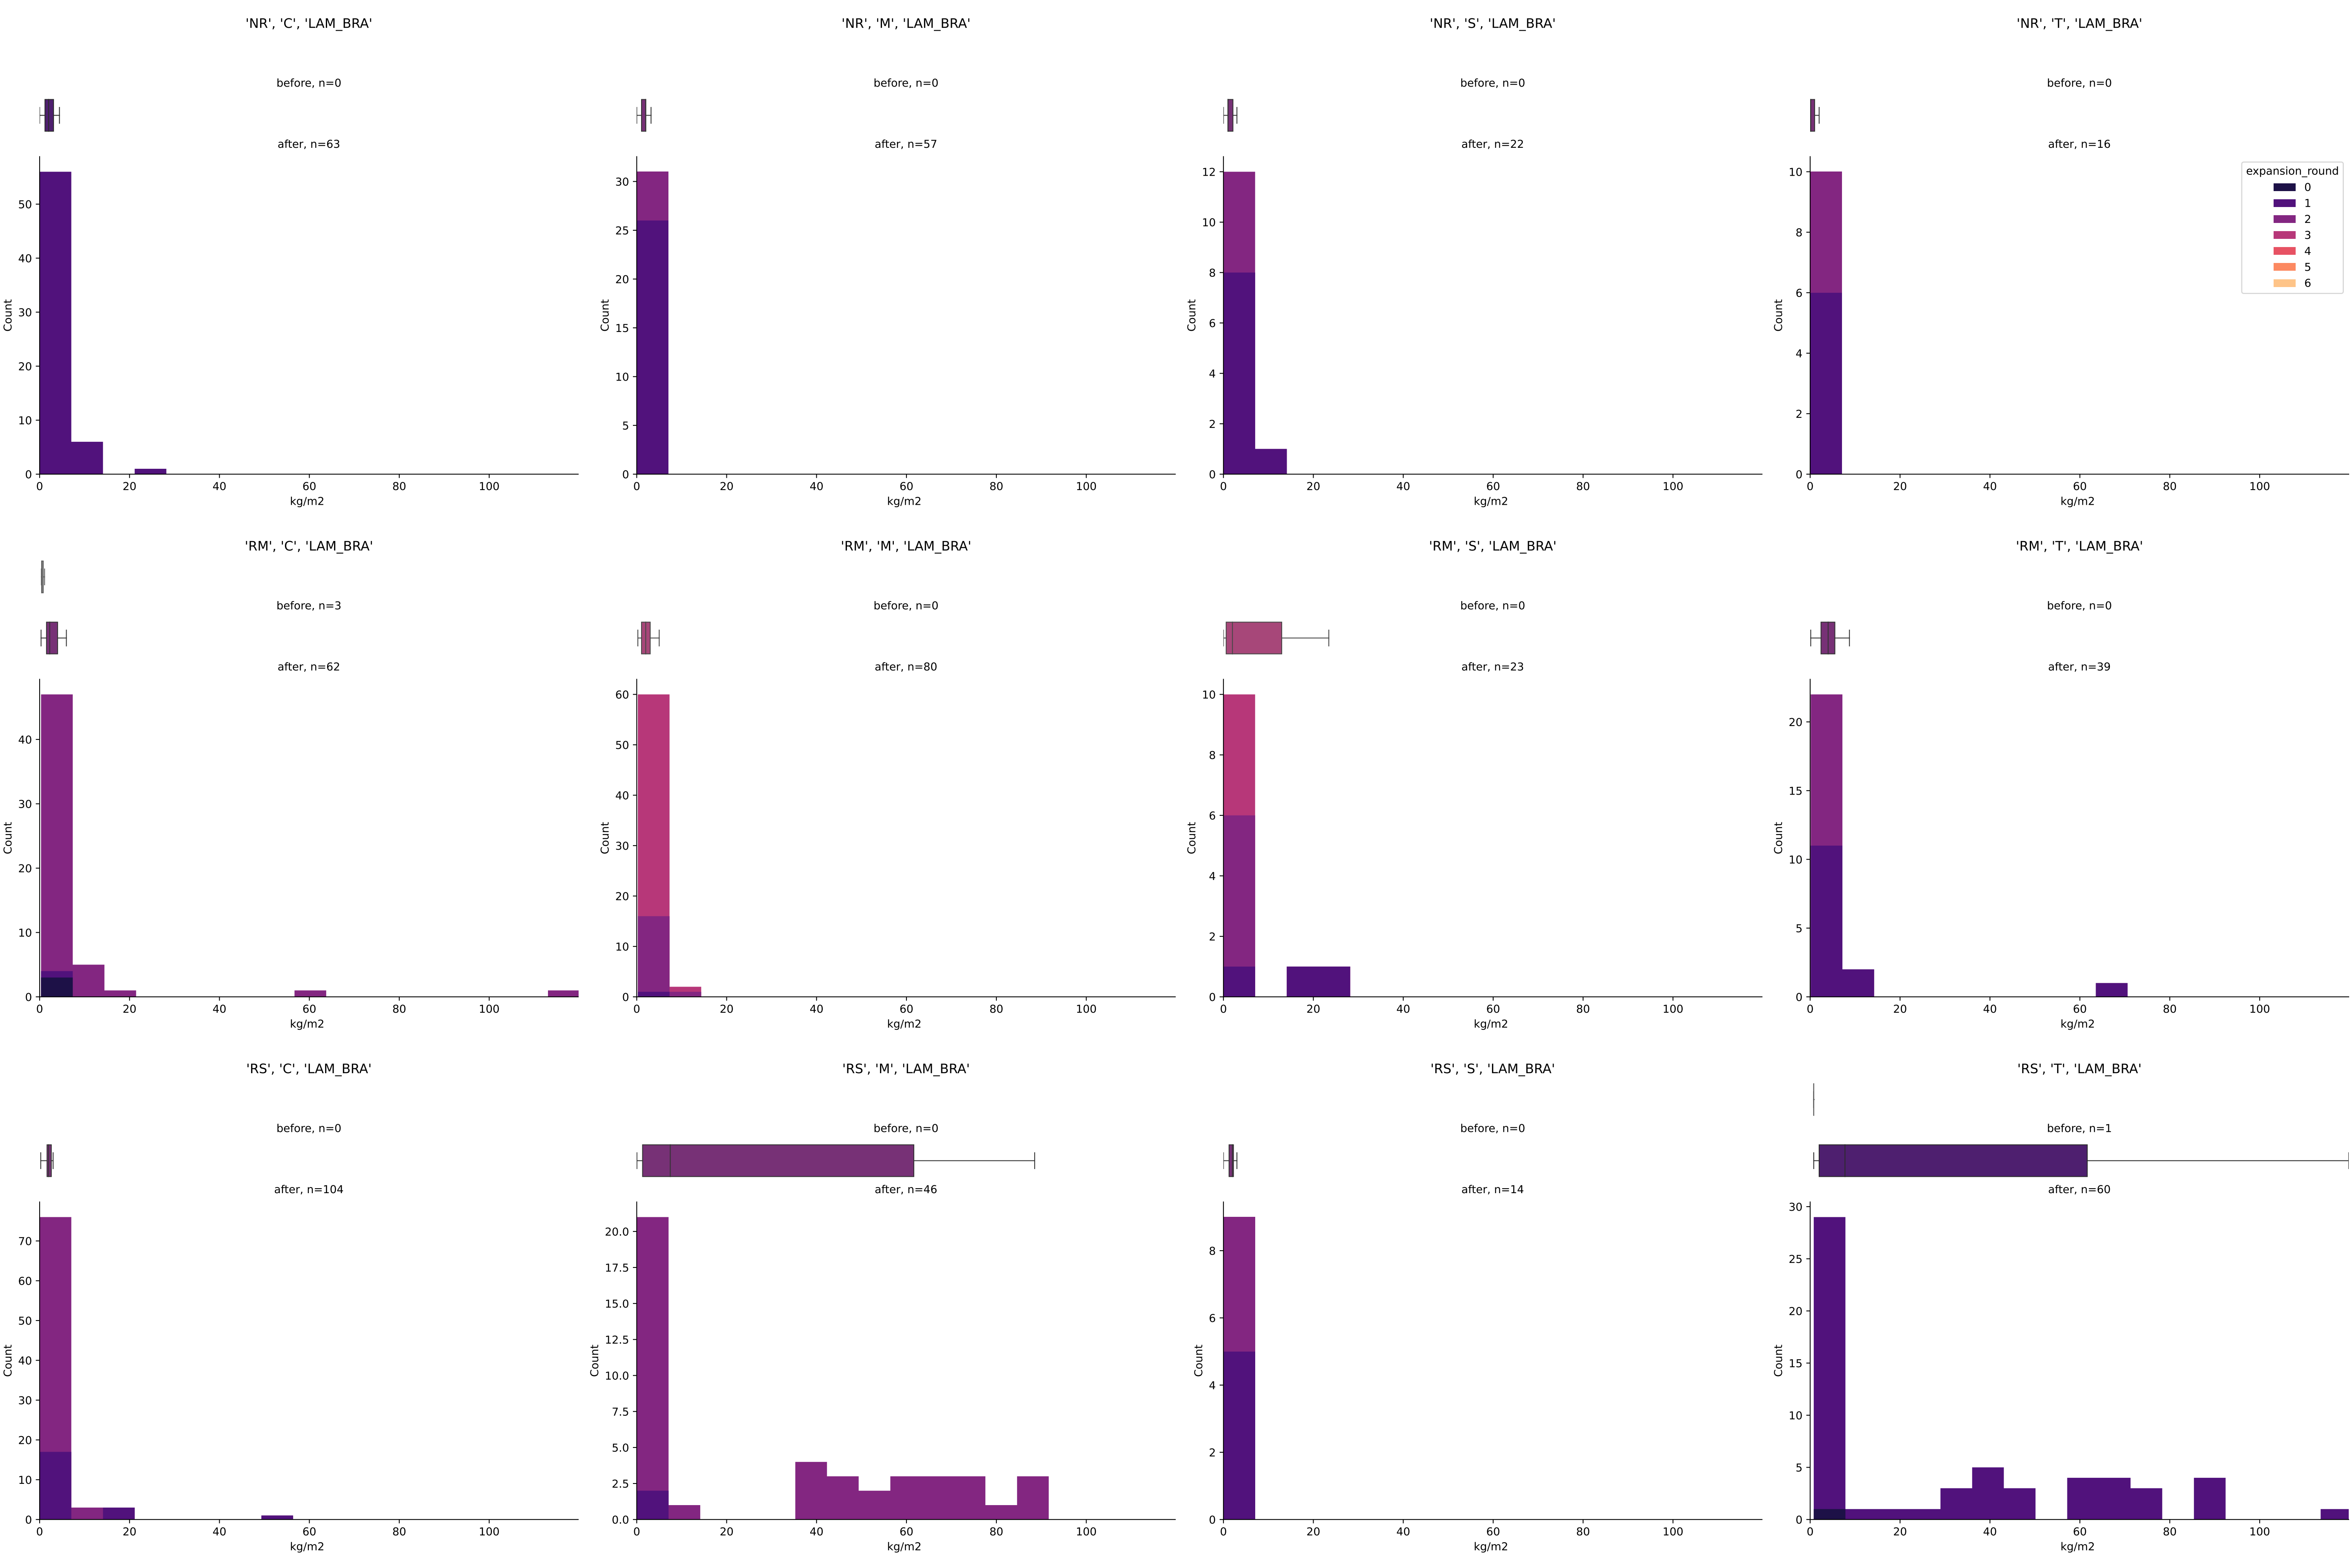 'NR', 'C', 'LAM_BRA'
before, n=0
after, n=63
Count
50
40
30
20
10
0
0 20 40 60 80 100
kg/m2
'NR', 'M', 'LAM_BRA'
before, n=0
after, n=57
Count
30
25
20
15
10
5
0
0 20 40 60 80 100
kg/m2
'NR', 'S', 'LAM_BRA'
before, n=0
after, n=22
Count
12
10
8
6
4
2
0
0 20 40 60 80 100
kg/m2
'NR', 'T', 'LAM_BRA'
before, n=0
after, n=16
Count
10
8
6
4
2
0
0 20 40 60 80 100
kg/m2
expansion_round
0
1
2
3
4
5
6
'RM', 'C', 'LAM_BRA'
before, n=3
after, n=62
Count
40
30
20
10
0
0 20 40 60 80 100
kg/m2
'RM', 'M', 'LAM_BRA'
before, n=0
after, n=80
Count
60
50
40
30
20
10
0
0 20 40 60 80 100
kg/m2
'RM', 'S', 'LAM_BRA'
before, n=0
after, n=23
Count
10
8
6
4
2
0
0 20 40 60 80 100
kg/m2
'RM', 'T', 'LAM_BRA'
before, n=0
after, n=39
Count
20
15
10
5
0
0 20 40 60 80 100
kg/m2
'RS', 'C', 'LAM_BRA'
before, n=0
after, n=104
Count
70
60
50
40
30
20
10
0
0 20 40 60 80 100
kg/m2
'RS', 'M', 'LAM_BRA'
before, n=0
after, n=46
Count
20.0
17.5
15.0
12.5
10.0
7.5
5.0
2.5
0.0
0 20 40 60 80 100
kg/m2
'RS', 'S', 'LAM_BRA'
before, n=0
after, n=14
Count
8
6
4
2
0
0 20 40 60 80 100
kg/m2
'RS', 'T', 'LAM_BRA'
before, n=1
after, n=60
Count
30
25
20
15
10
5
0
0 20 40 60 80 100
kg/m2